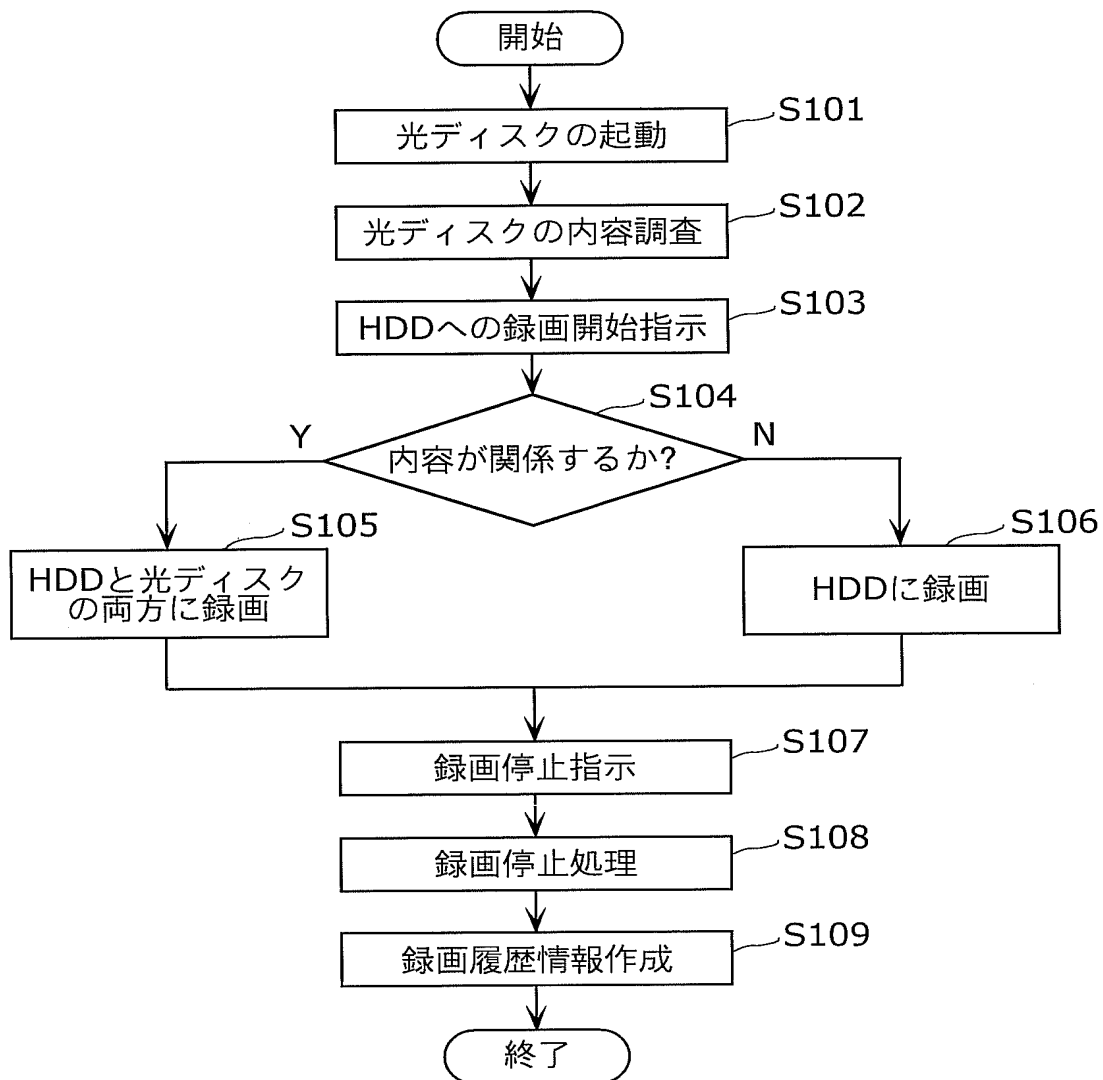 開始
光ディスクの起動
S101
光ディスクの内容調査
S102
HDDへの録画開始指示
S103
内容が関係するか?
S104
Y
N
HDDと光ディスク
の両方に録画
S105
HDDに録画
S106
録画停止指示
S107
録画停止処理
S108
録画履歴情報作成
S109
終了